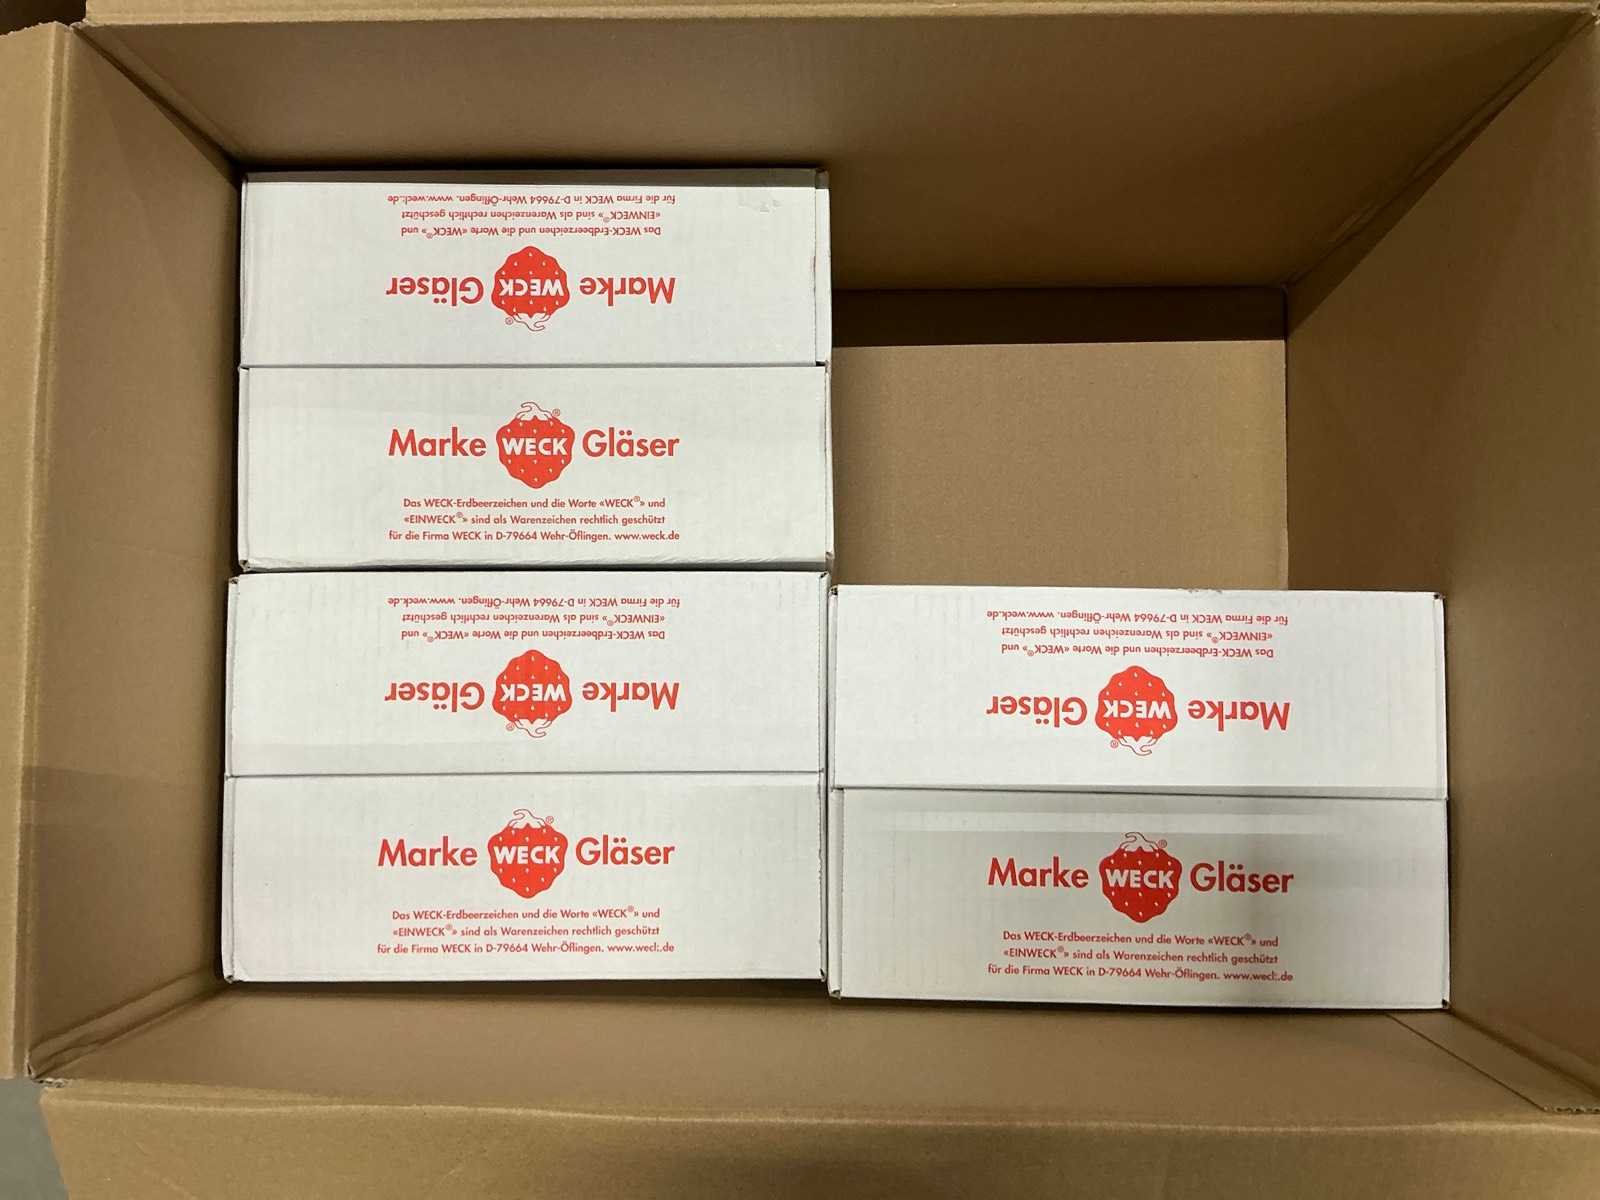 für die Firma WECK in D-79664 Wehr-Öflingen. www.weck.de
«EINWECK®» sind als Warenzeichen rechtlich geschützt
Das WECK-Erdbeerzeichen und die Worte «WECK®» und
Marke WECK® Gläser
Marke WECK® Gläser
Das WECK-Erdbeerzeichen und die Worte «WECK®» und
«EINWECK®» sind als Warenzeichen rechtlich geschützt
für die Firma WECK in D-79664 Wehr-Öflingen. www.weck.de
für die Firma WECK in D-79664 Wehr-Öflingen. www.weck.de
«EINWECK®» sind als Warenzeichen rechtlich geschützt
Das WECK-Erdbeerzeichen und die Worte «WECK®» und
Marke WECK® Gläser
Marke WECK® Gläser
Das WECK-Erdbeerzeichen und die Worte «WECK®» und
«EINWECK®» sind als Warenzeichen rechtlich geschützt
für die Firma WECK in D-79664 Wehr-Öflingen. www.weck.de
für die Firma WECK in D-79664 Wehr-Öflingen. www.weck.de
«EINWECK®» sind als Warenzeichen rechtlich geschützt
Das WECK-Erdbeerzeichen und die Worte «WECK®» und
Marke WECK® Gläser
Marke WECK® Gläser
Das WECK-Erdbeerzeichen und die Worte «WECK®» und
«EINWECK®» sind als Warenzeichen rechtlich geschützt
für die Firma WECK in D-79664 Wehr-Öflingen. www.weck.de